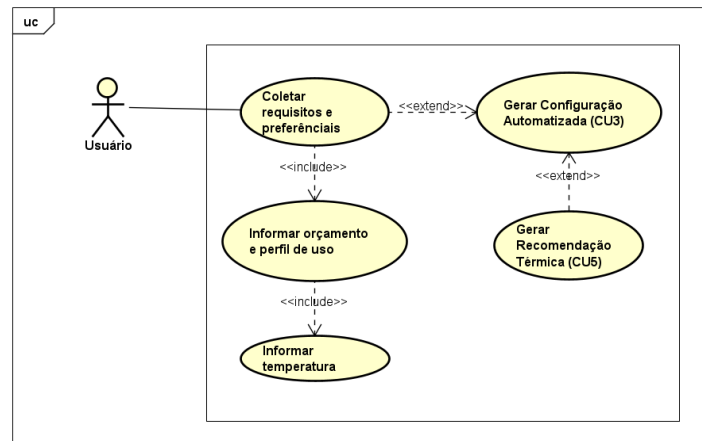 uc
Usuário
Coletar
requisitos e
preferênciais
<<extend>>
Gerar Configuração
Automatizada (CU3)
<<include>>
<<extend>>
Informar orçamento
e perfil de uso
Gerar
Recomendação
Térmica (CU5)
<<include>>
Informar
temperatura